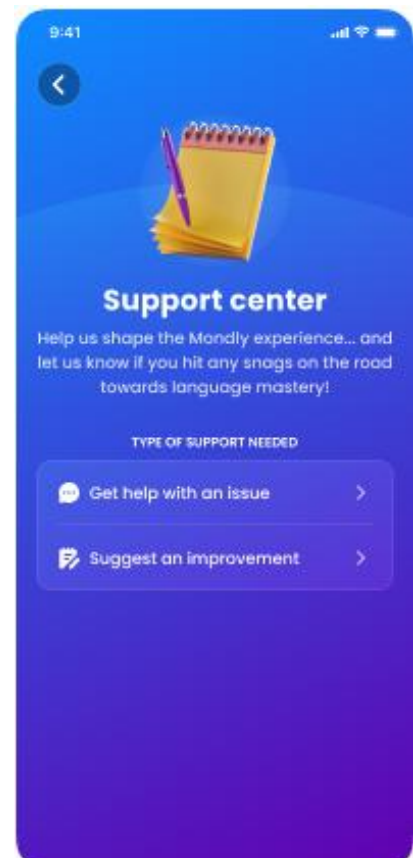 9:41
Support center
Help us shape the Mondly experience... and
let us know if you hit any snags on the road
towards language mastery!
TYPE OF SUPPORT NEEDED
Get help with an issue
Suggest an improvement